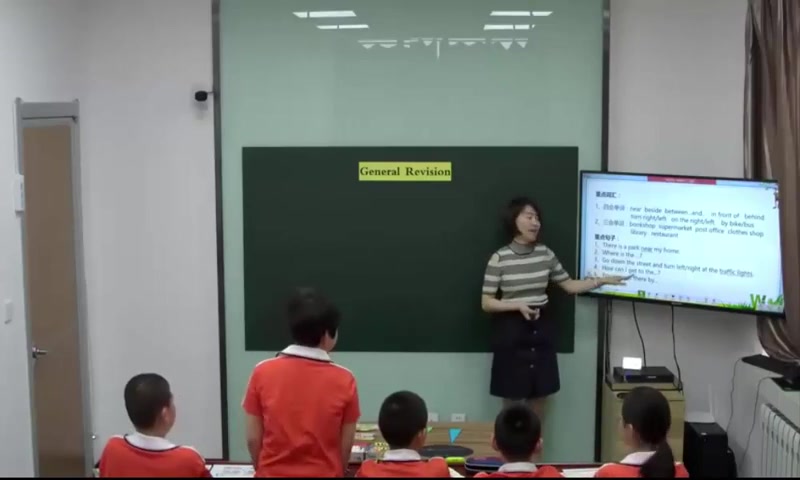 General Revision
重点词汇：
1、四会单词：near beside between...and... in front of behind
turn right/left on the right/left by bike/bus
2、三会单词：bookshop supermarket post office clothes shop
library restaurant
重点句子：
1. There is a park near my home.
2. Where is the ...?
3. Go down the street and turn left/right at the traffic lights.
4. How can I get to the...?
there by...